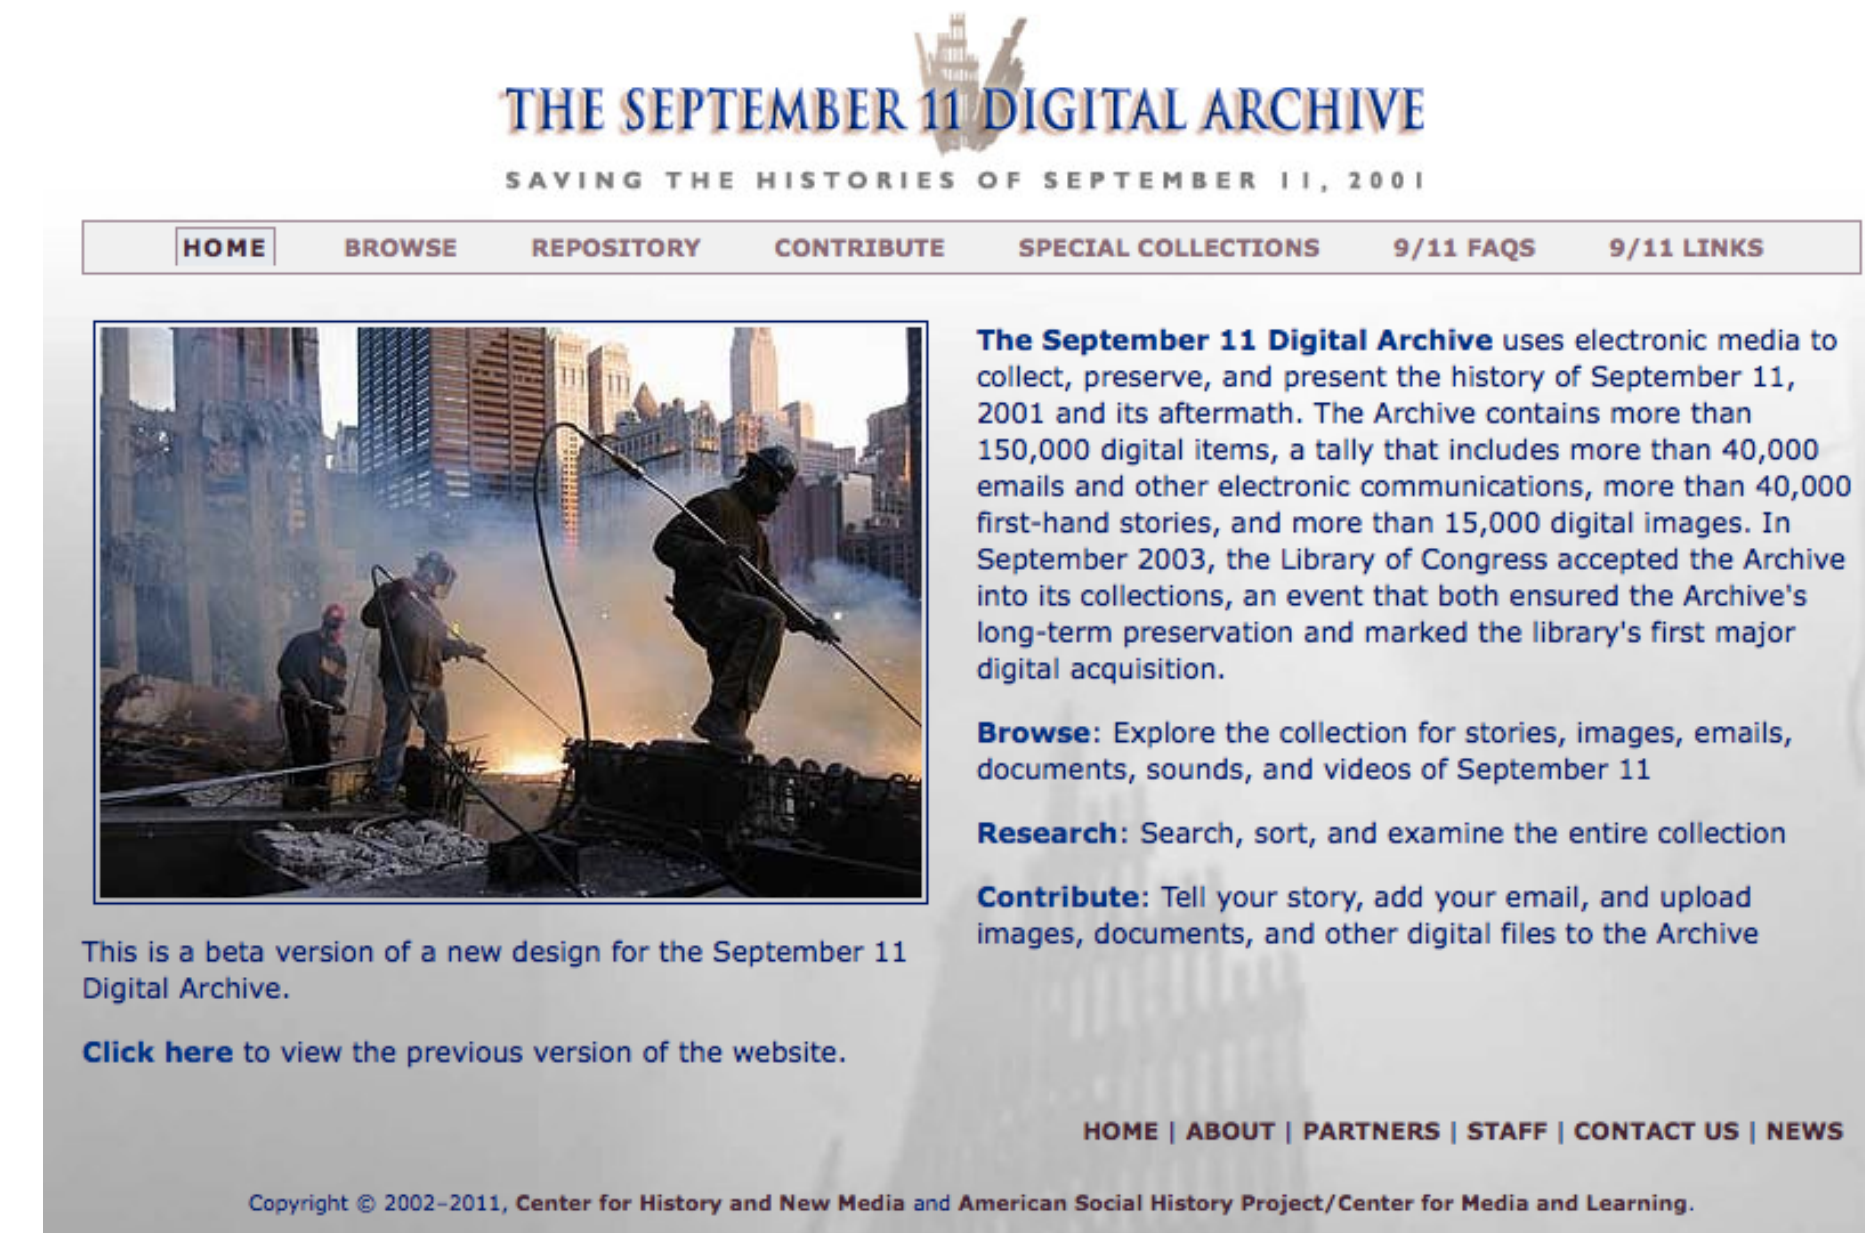 THE SEPTEMBER 11 DIGITAL ARCHIVE
SAVING THE HISTORIES OF SEPTEMBER 11, 2001
HOME BROWSE REPOSITORY CONTRIBUTE SPECIAL COLLECTIONS 9/11 FAQS 9/11 LINKS
This is a beta version of a new design for the September 11
Digital Archive.
Click here to view the previous version of the website.
The September 11 Digital Archive uses electronic media to
collect, preserve, and present the history of September 11,
2001 and its aftermath. The Archive contains more than
150,000 digital items, a tally that includes more than 40,000
emails and other electronic communications, more than 40,000
first-hand stories, and more than 15,000 digital images. In
September 2003, the Library of Congress accepted the Archive
into its collections, an event that both ensured the Archive's
long-term preservation and marked the library's first major
digital acquisition.
Browse: Explore the collection for stories, images, emails,
documents, sounds, and videos of September 11
Research: Search, sort, and examine the entire collection
Contribute: Tell your story, add your email, and upload
images, documents, and other digital files to the Archive
HOME | ABOUT | PARTNERS | STAFF | CONTACT US | NEWS
Copyright © 2002–2011, Center for History and New Media and American Social History Project/Center for Media and Learning.